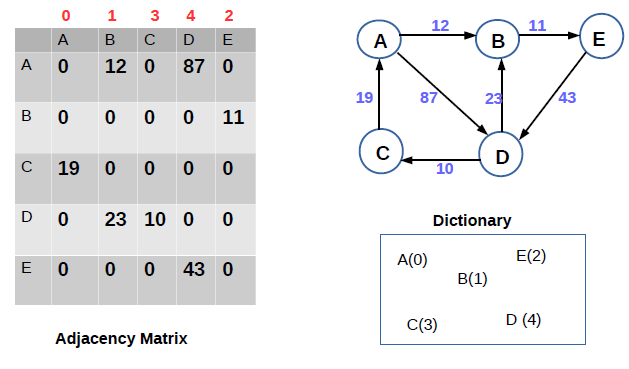 0 1 3 4 2
A B C D E
A 0 12 0 87 0
B 0 0 0 0 11
C 19 0 0 0 0
D 0 23 10 0 0
E 0 0 0 43 0
Adjacency Matrix
12 11
A B E
19 87 23 43
C D
10
Dictionary
A(0) E(2)
B(1)
C(3) D (4)